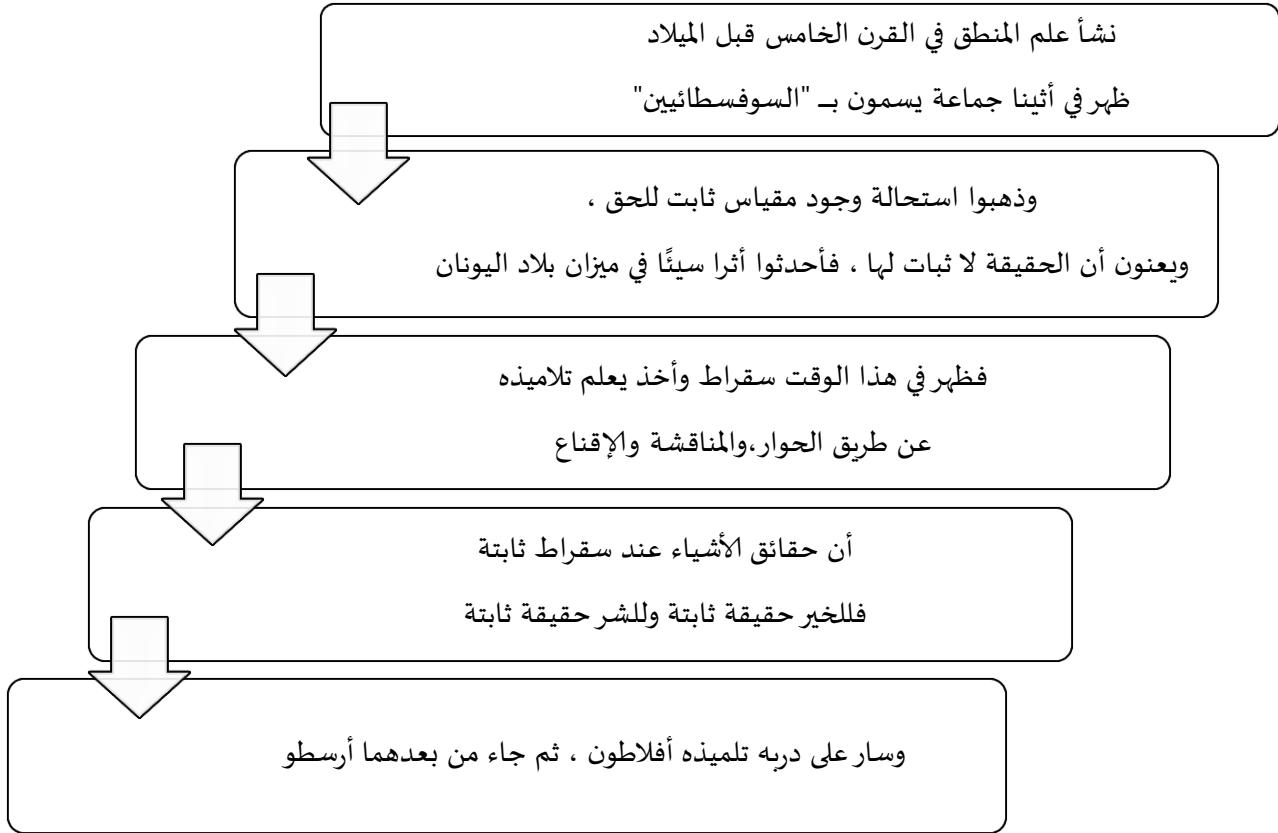 نشأ علم المنطق في القرن الخامس قبل الميلاد
ظهر في أثينا جماعة يسمون بـ "السوفسطائيين"
وذهبوا استحالة وجود مقياس ثابت للحق ،
ويعنون أن الحقيقة لا ثبات لها ، فأحدثوا أثرا سيئًا في ميزان بلاد اليونان
فظهر في هذا الوقت سقراط وأخذ يعلم تلاميذه
عن طريق الحوار،والمناقشة والإقناع
أن حقائق الأشياء عند سقراط ثابتة
فللخير حقيقة ثابتة وللشر حقيقة ثابتة
وسار على دربه تلميذه أفلاطون ، ثم جاء من بعدهما أرسطو